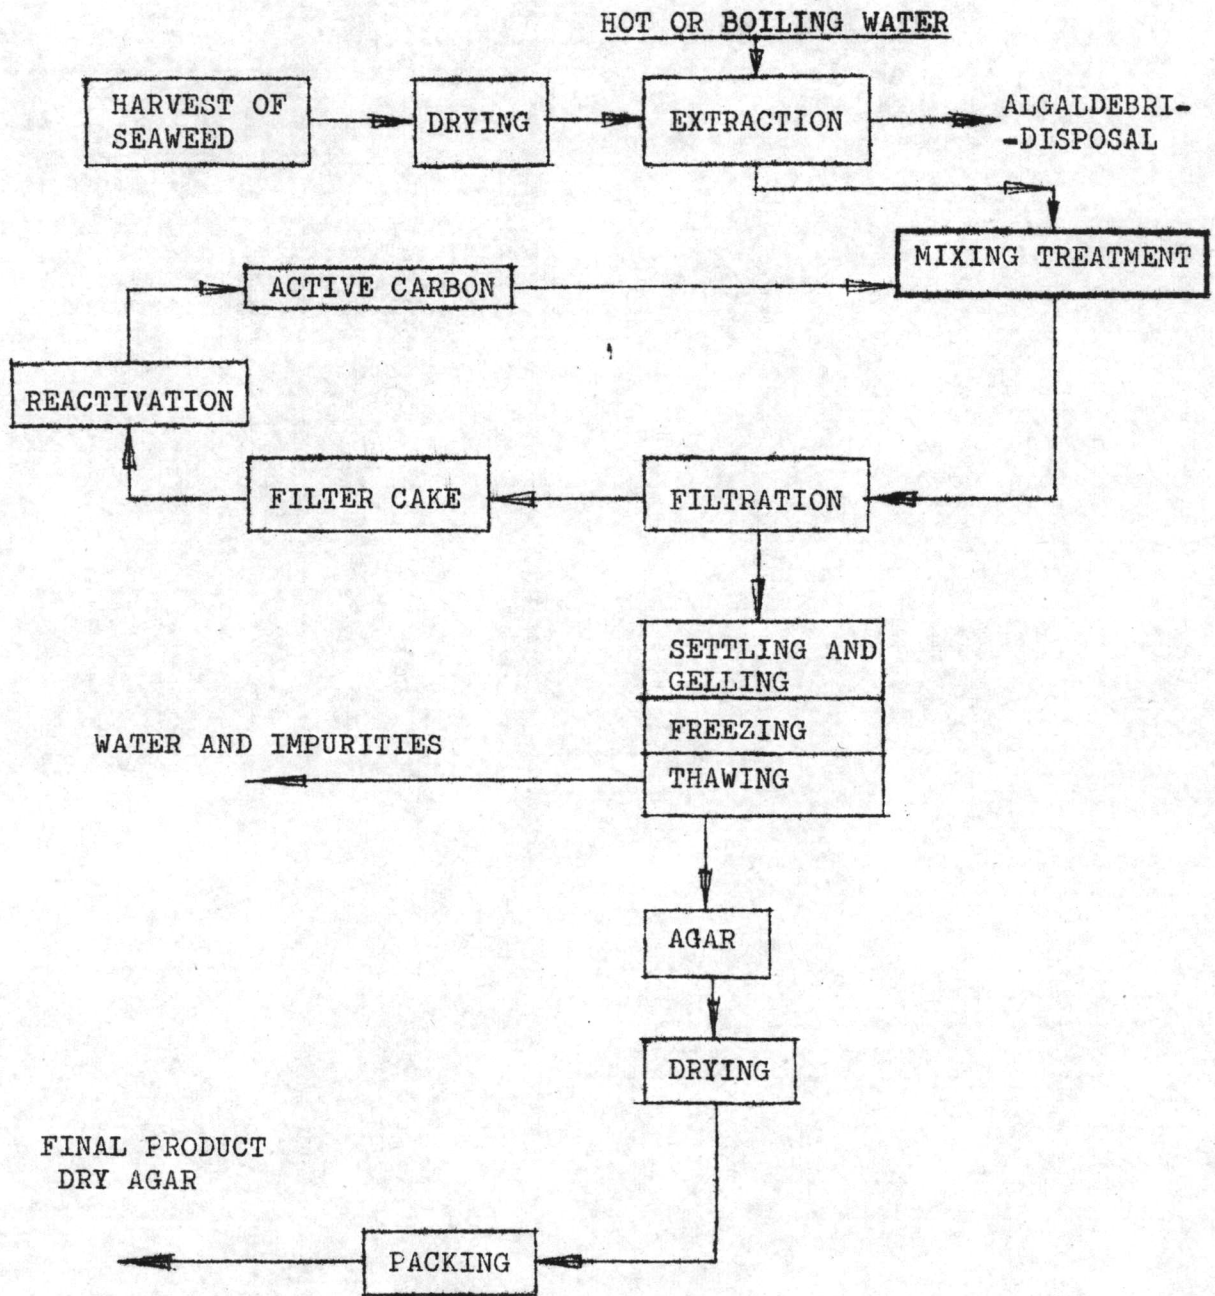 HOT OR BOILING WATER
HARVEST OF
SEAWEED
DRYING
EXTRACTION
ALGALDEBRI-
-DISPOSAL
MIXING TREATMENT
ACTIVE CARBON
REACTIVATION
FILTER CAKE
FILTRATION
SETTLING AND
GELLING
FREEZING
WATER AND IMPURITIES
THAWING
AGAR
DRYING
FINAL PRODUCT
DRY AGAR
PACKING